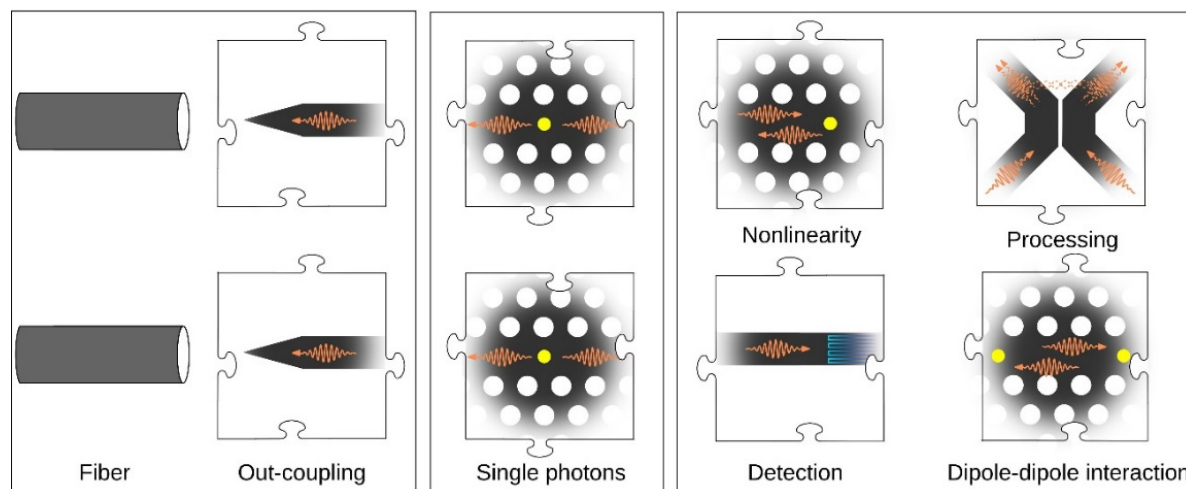 Nonlinearity
Processing
Fiber
Out-coupling
Single photons
Detection
Dipole-dipole interaction